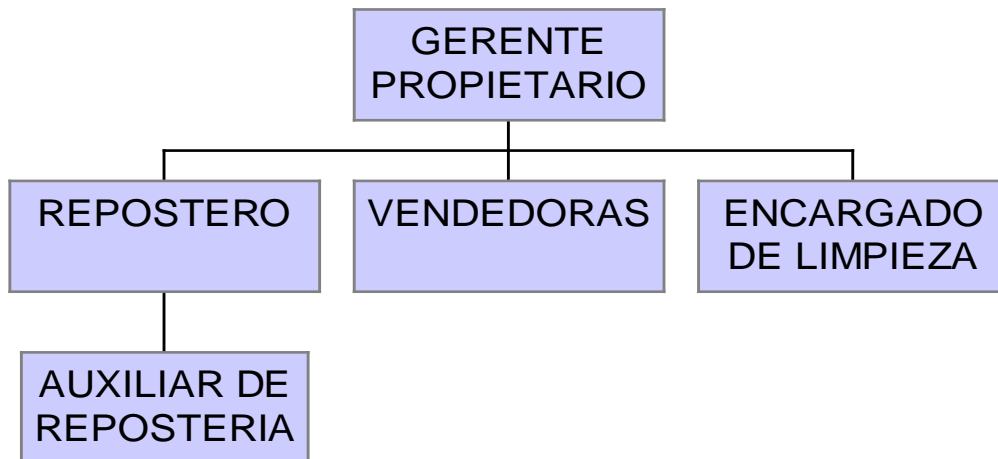 GERENTE
PROPIETARIO
REPOSTERO
VENDEDORAS
ENCARGADO
DE LIMPIEZA
AUXILIAR DE
REPOSTERIA